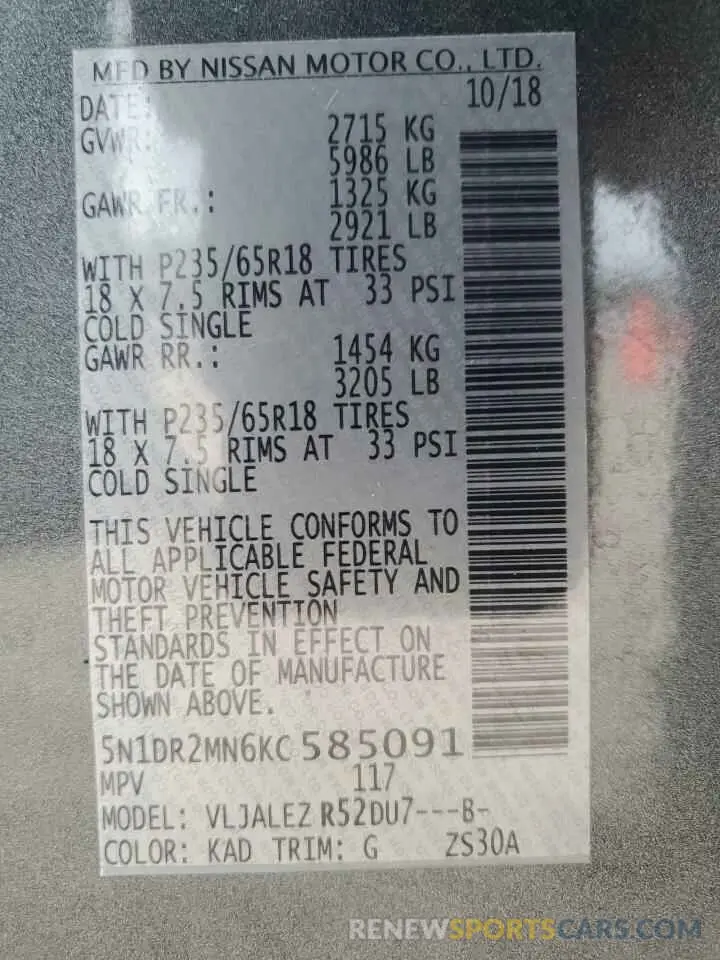 MFD BY NISSAN MOTOR CO., LTD.
DATE: 10/18
GVWR: 2715 KG
5986 LB
GAWR FR.: 1325 KG
2921 LB
WITH P235/65R18 TIRES
18 X 7.5 RIMS AT 33 PSI
COLD SINGLE
GAWR RR.: 1454 KG
3205 LB
WITH P235/65R18 TIRES
18 X 7.5 RIMS AT 33 PSI
COLD SINGLE
THIS VEHICLE CONFORMS TO
ALL APPLICABLE FEDERAL
MOTOR VEHICLE SAFETY AND
THEFT PREVENTION
STANDARDS IN EFFECT ON
THE DATE OF MANUFACTURE
SHOWN ABOVE.
5N1DR2MN6KC585091
MPV 117
MODEL: VLJALEZ R52DU7---B-
COLOR: KAD TRIM: G ZS30A
RENEWSPORTSCARS.COM